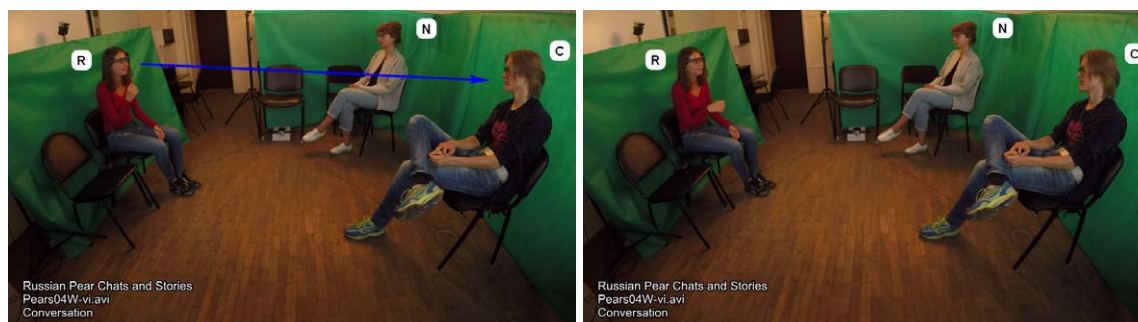 R
N
C
Russian Pear Chats and Stories
Pears04W-vi.avi
Conversation
R
N
C
Russian Pear Chats and Stories
Pears04W-vi.avi
Conversation